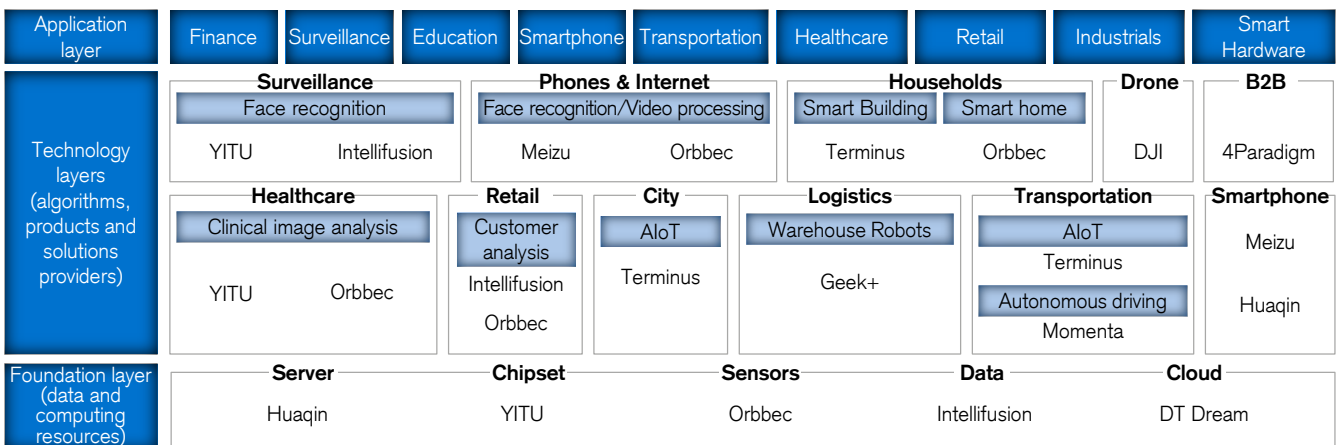 Application
layer
Finance
Surveillance
Education
Smartphone
Transportation
Healthcare
Retail
Industrials
Smart
Hardware
Technology
layers
(algorithms,
products and
solutions
providers)
Surveillance
Face recognition
YITU
Intellifusion
Phones & Internet
Face recognition/Video processing
Meizu
Orbbec
Households
Smart Building
Smart home
Terminus
Orbbec
Drone
DJI
B2B
4Paradigm
Healthcare
Clinical image analysis
YITU
Orbbec
Retail
Customer
analysis
Intellifusion
Orbbec
City
AIoT
Terminus
Logistics
Warehouse Robots
Geek+
Transportation
AIoT
Terminus
Autonomous driving
Momenta
Smartphone
Meizu
Huaqin
Foundation layer
(data and
computing
resources)
Server
Huaqin
Chipset
YITU
Sensors
Orbbec
Data
Intellifusion
Cloud
DT Dream